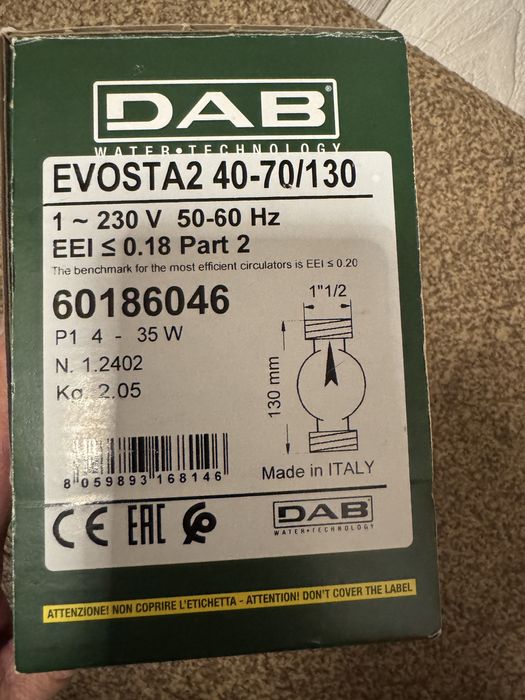 DAB®
WATER•TECHNOLOGY
EVOSTA2 40-70/130
1 ~ 230 V 50-60 Hz
EEI ≤ 0.18 Part 2
The benchmark for the most efficient circulators is EEI ≤ 0.20
60186046
P1 4 - 35 W
N. 1.2402
Kg. 2.05
1"1/2
130 mm
8 059893 168146
Made in ITALY
CE EAC
DAB
WATER•TECHNOLOGY
ATTENZIONE! NON COPRIRE L'ETICHETTA - ATTENTION! DON'T COVER THE LABEL